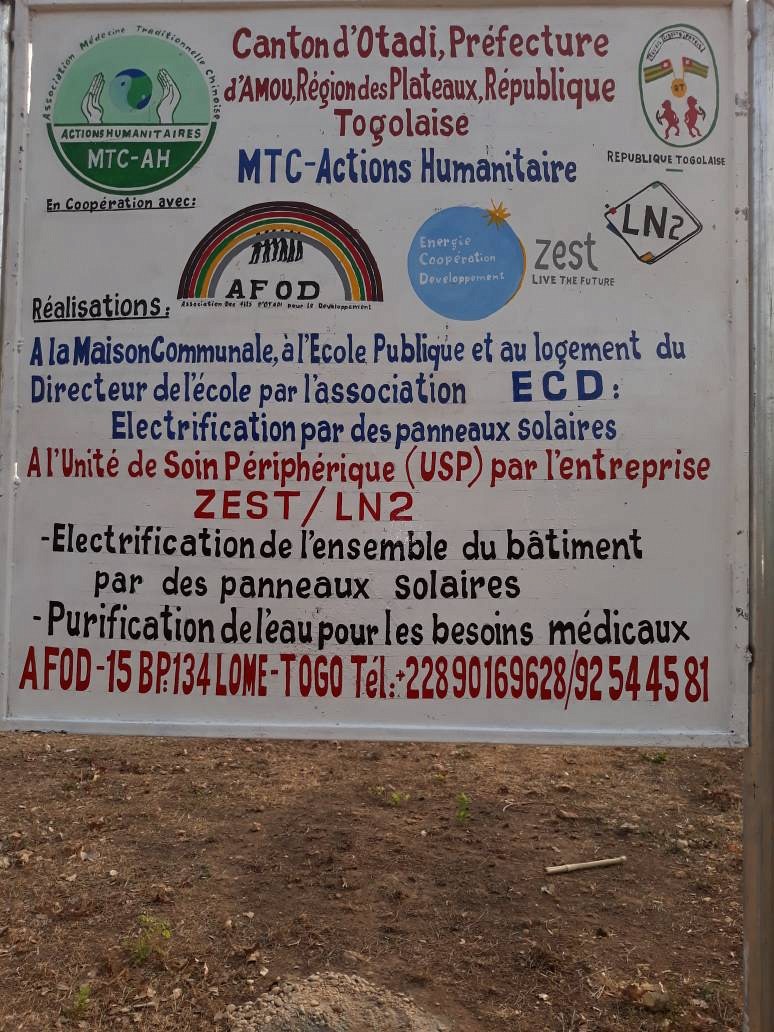 Association Médecine Traditionnelle Chinoise
ACTIONS HUMANITAIRES
MTC-AH
Canton d'Otadi, Préfecture
d'AMOU, Région des Plateaux, République
Togolaise
MTC-Actions Humanitaire
RT
REPUBLIQUE TOGOLAISE
En Coopération avec:
AFOD
Association Des fils D'OTADI pour le Développement
Energie
Coopération
Developpement
zest
LIVE THE FUTURE
LN2
Réalisations:
A la Maison Communale, à l'Ecole Publique et au logement du
Directeur de l'école par l'association ECD:
Electrification par des panneaux solaires
A l'Unité de Soin Périphérique (USP) par l'entreprise
ZEST/LN2
-Electrification de l'ensemble du bâtiment
par des panneaux solaires
-Purification de l'eau pour les besoins médicaux
AFOD-15 BP:134 LOME-TOGO Tél:+228 90169628/92 54 45 81